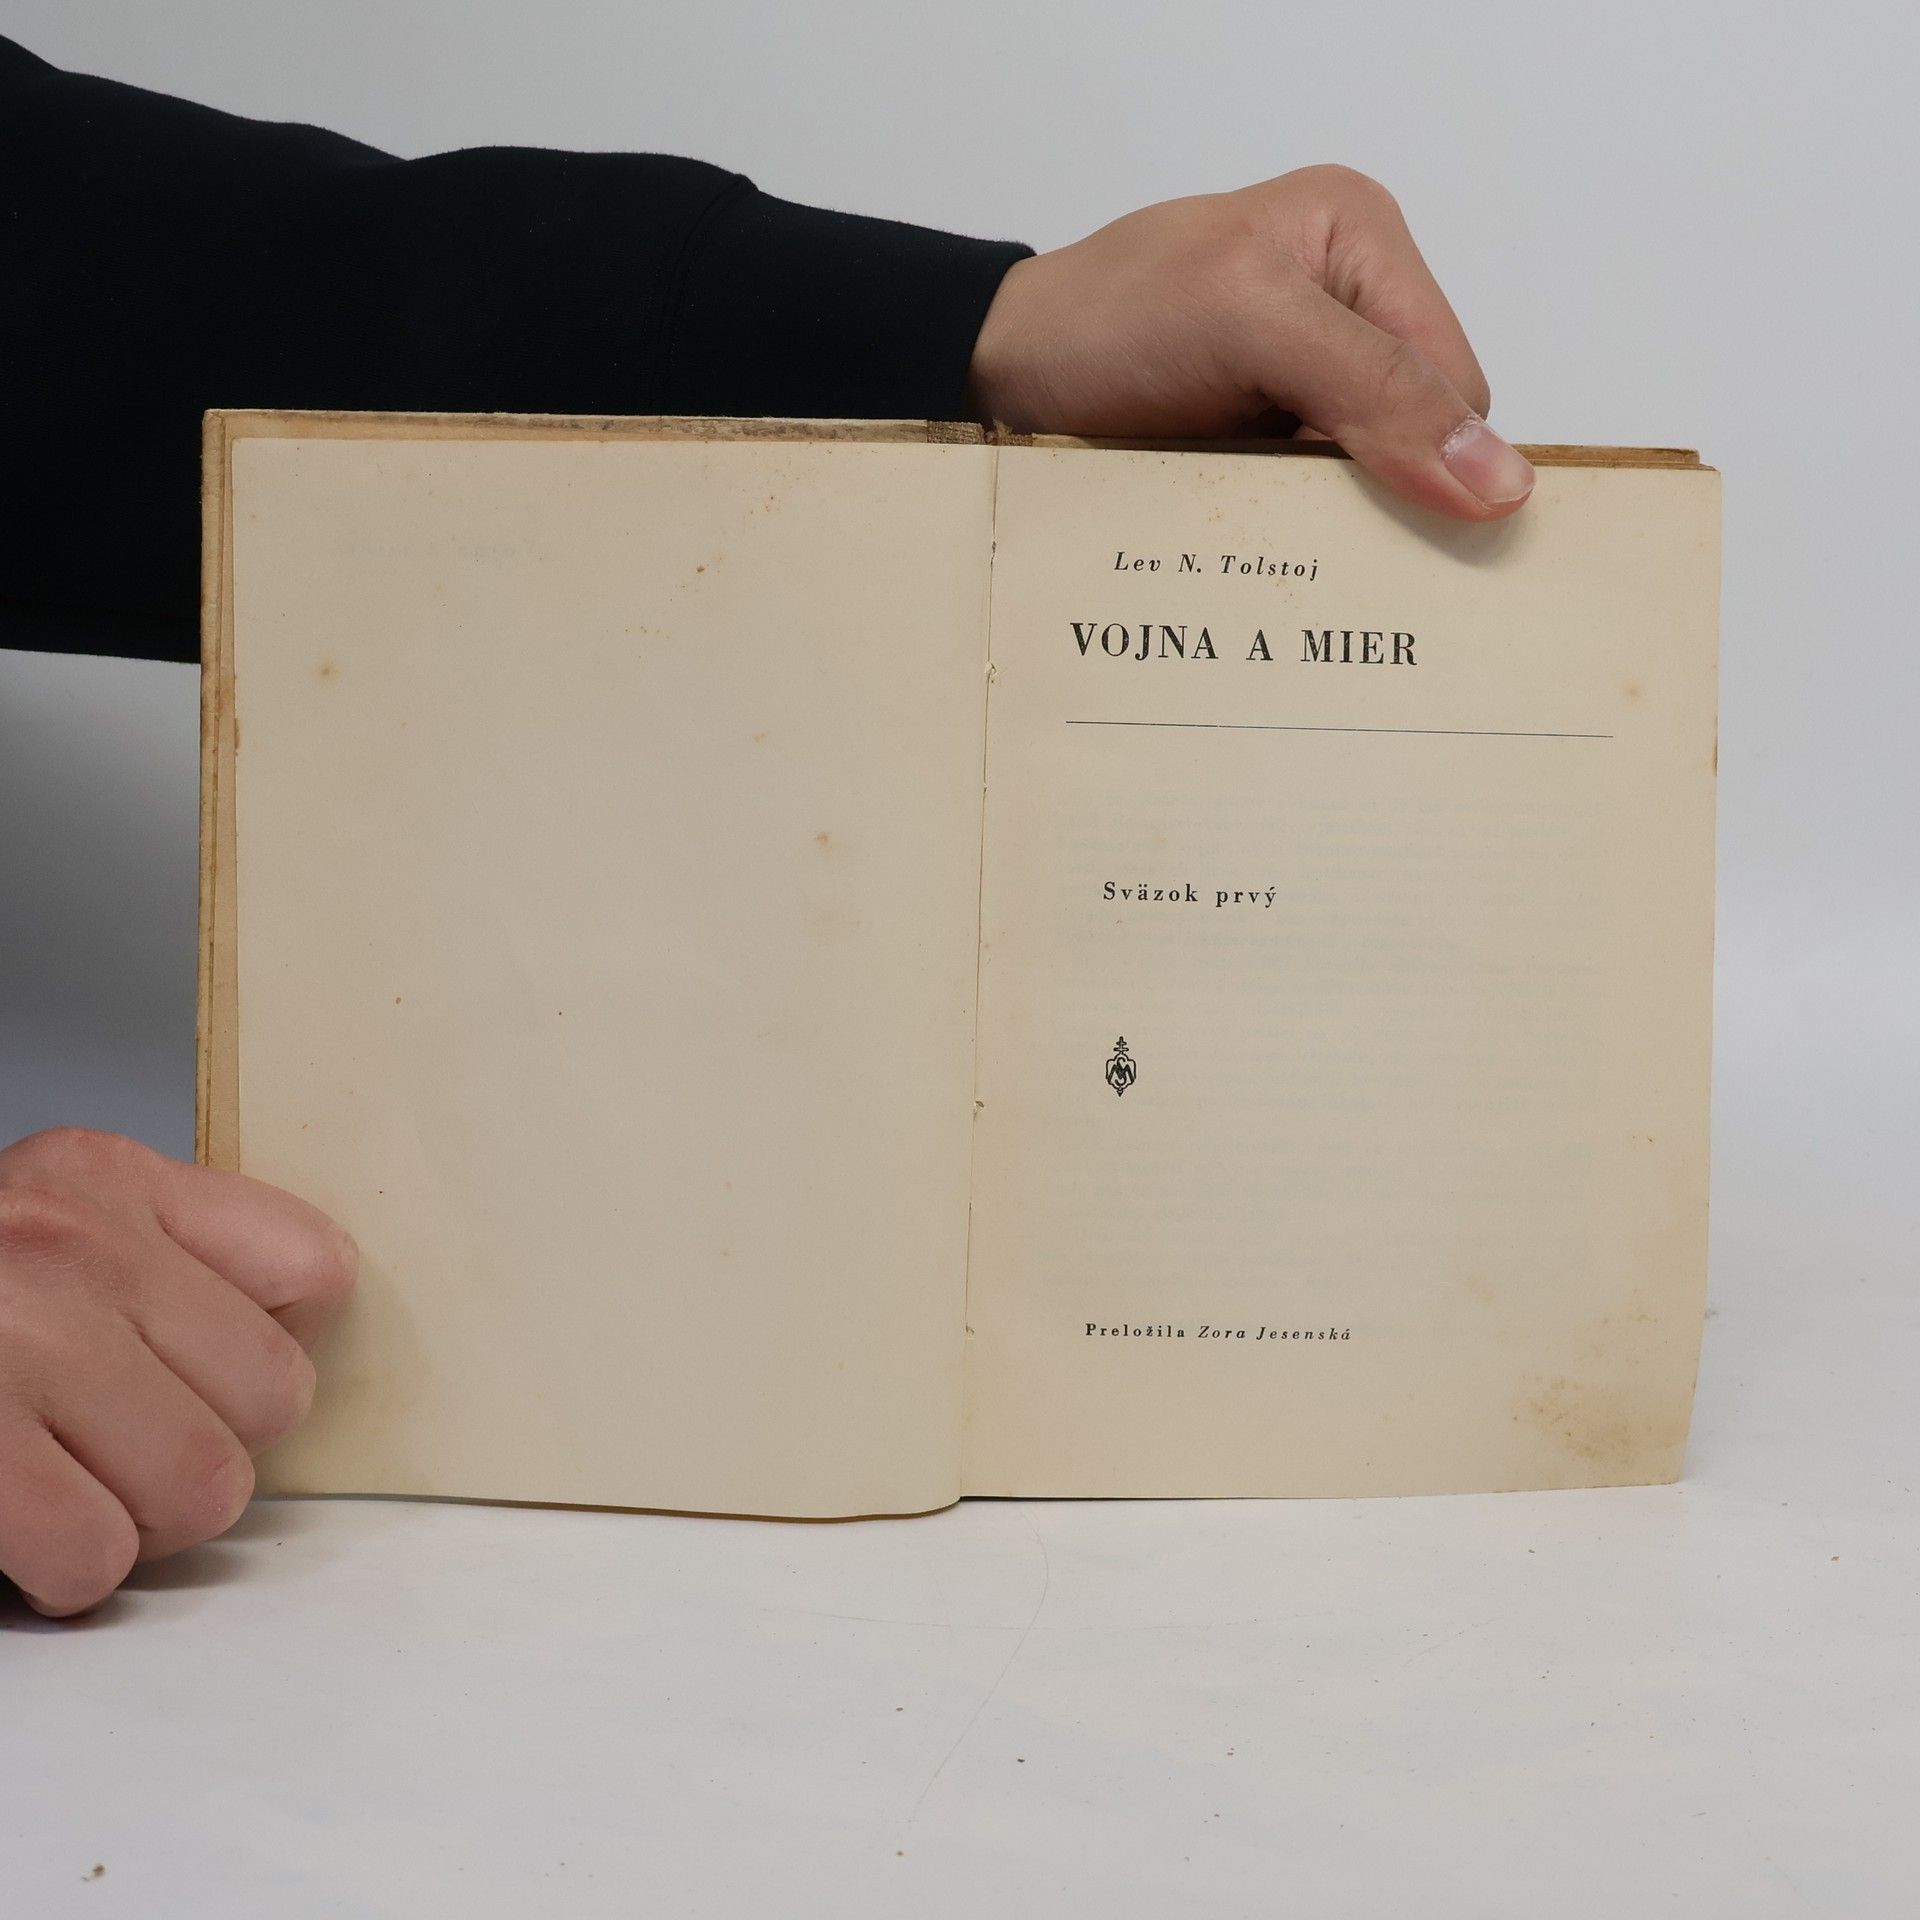 Lev N. Tolstoj
VOJNA A MIER
Sväzok prvý
Preložila Zora Jesenská